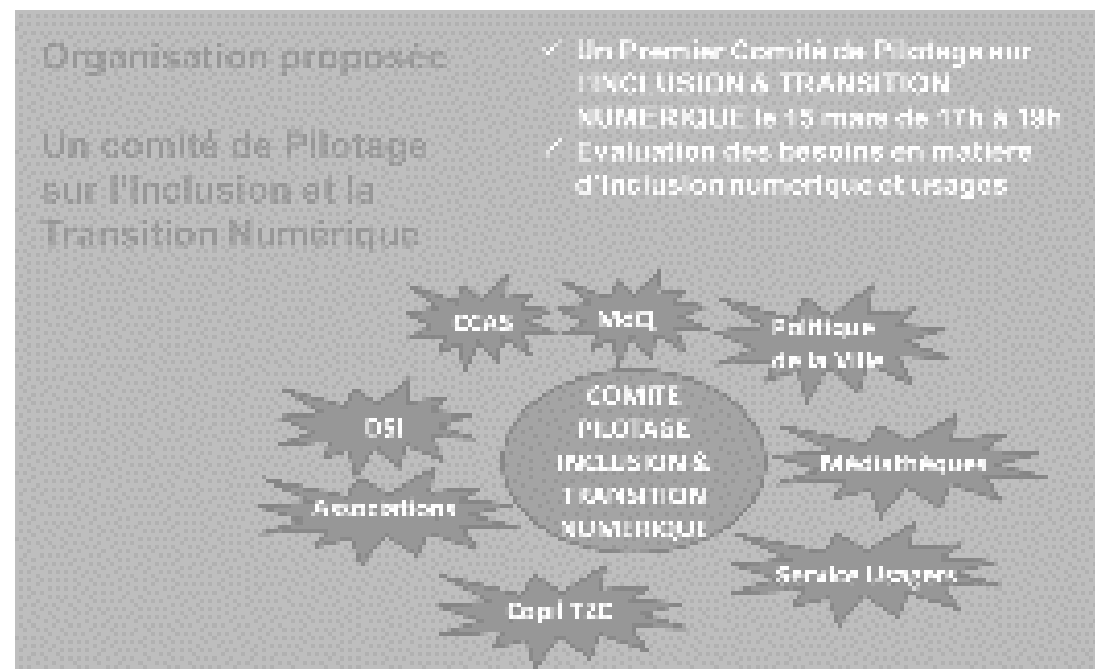 Organisation proposée
Un comité de Pilotage
sur l'Inclusion et la
Transition Numérique
✓ Un Premier Comité de Pilotage sur
l'INCLUSION & TRANSITION
NUMERIQUE le 15 mars de 17h à 19h
✓ Evaluation des besoins en matière
d'inclusion numerique et usages
CCAS
MdQ
Politique
de la Ville
DSI
COMITE
PILOTAGE
INCLUSION &
TRANSITION
NUMERIQUE
Médiathèques
Associations
Service Usagers
Copil TZC